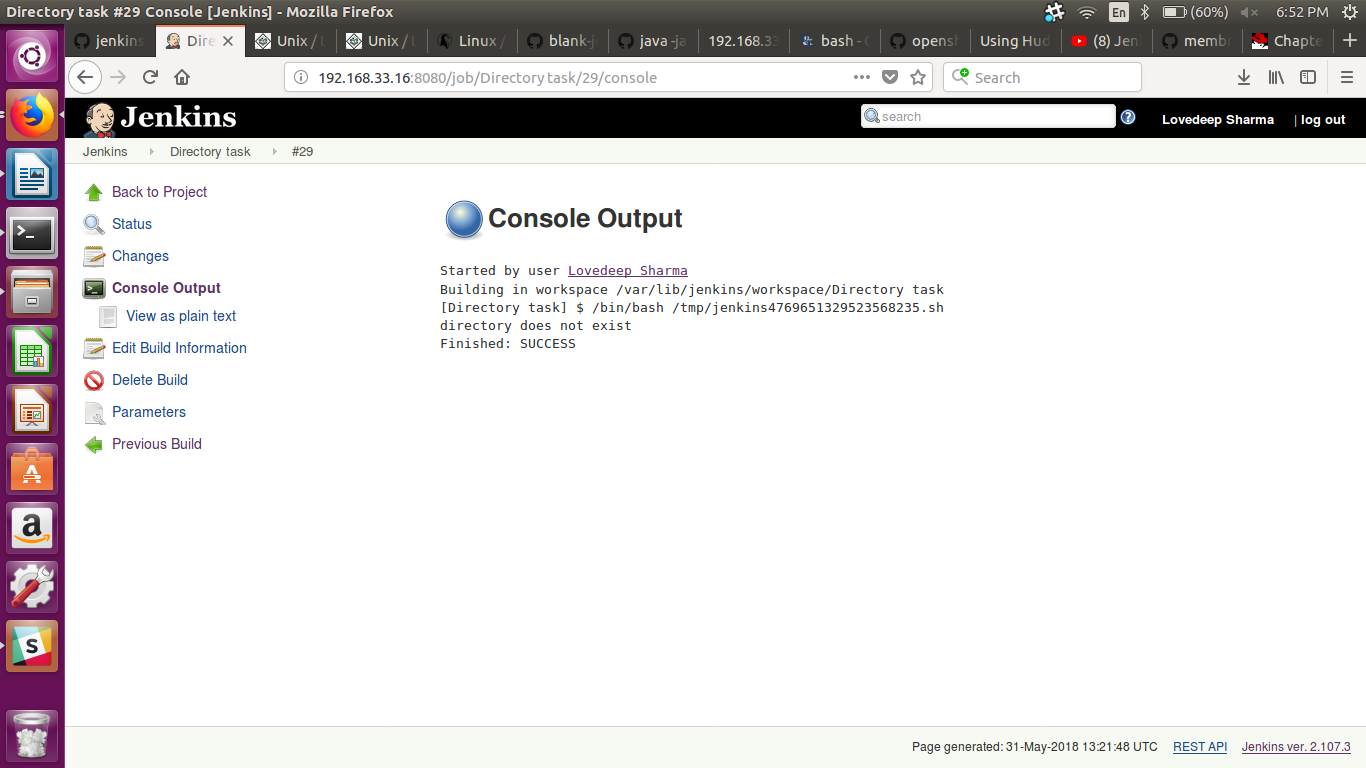 Directory task #29 Console [Jenkins] - Mozilla Firefox
En
(60%)
6:52 PM
jenkins
Dire
Unix / L
Unix / L
Linux /
blank-j
java -ja
192.168.33
bash -
opensh
Using Hud
(8) Jen
memb
Chapte
192.168.33.16:8080/job/Directory task/29/console
Search
Jenkins
search
Lovedeep Sharma
| log out
Jenkins
Directory task
#29
Back to Project
Status
Changes
Console Output
View as plain text
Edit Build Information
Delete Build
Parameters
Previous Build
Console Output
Started by user Lovedeep Sharma
Building in workspace /var/lib/jenkins/workspace/Directory task
[Directory task] $ /bin/bash /tmp/jenkins4769651329523568235.sh
directory does not exist
Finished: SUCCESS
Page generated: 31-May-2018 13:21:48 UTC
REST API
Jenkins ver. 2.107.3